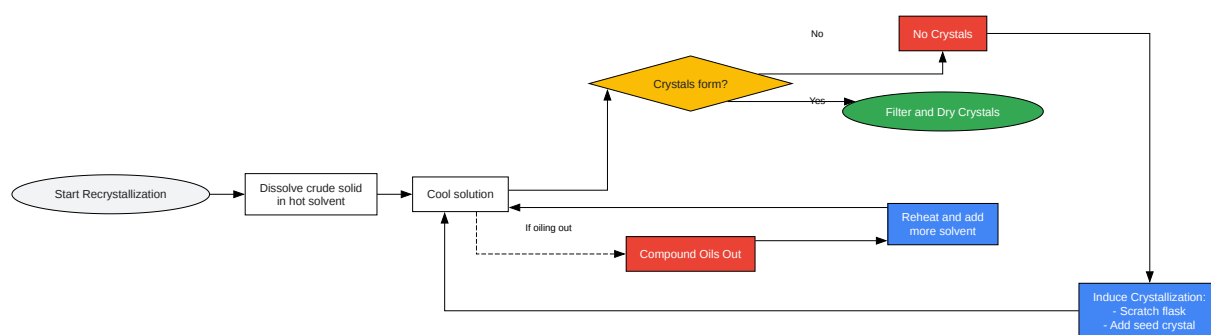 No
No Crystals
Crystals form?
Yes
Filter and Dry Crystals
Start Recrystallization
Dissolve crude solid
in hot solvent
Cool solution
If oiling out
Reheat and add
more solvent
Compound Oils Out
Induce Crystallization:
- Scratch flask
- Add seed crystal